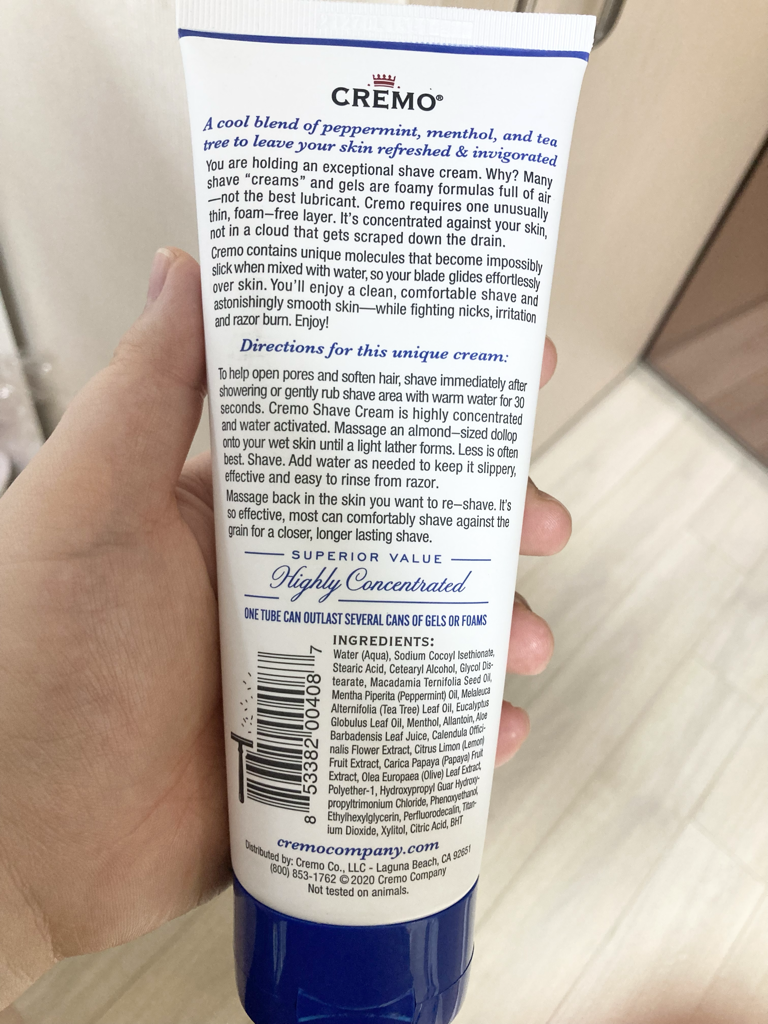 CREMO®
A cool blend of peppermint, menthol, and tea
tree to leave your skin refreshed & invigorated
You are holding an exceptional shave cream. Why? Many
shave “creams” and gels are foamy formulas full of air
—not the best lubricant. Cremo requires one unusually
thin, foam–free layer. It's concentrated against your skin,
not in a cloud that gets scraped down the drain.
Cremo contains unique molecules that become impossibly
slick when mixed with water, so your blade glides effortlessly
over skin. You'll enjoy a clean, comfortable shave and
astonishingly smooth skin—while fighting nicks, irritation
and razor burn. Enjoy!
Directions for this unique cream:
To help open pores and soften hair, shave immediately after
showering or gently rub shave area with warm water for 30
seconds. Cremo Shave Cream is highly concentrated
and water activated. Massage an almond–sized dollop
onto your wet skin until a light lather forms. Less is often
best. Shave. Add water as needed to keep it slippery,
effective and easy to rinse from razor.
Massage back in the skin you want to re–shave. It's
so effective, most can comfortably shave against the
grain for a closer, longer lasting shave.
SUPERIOR VALUE
Highly Concentrated
ONE TUBE CAN OUTLAST SEVERAL CANS OF GELS OR FOAMS
INGREDIENTS:
Water (Aqua), Sodium Cocoyl Isethionate,
Stearic Acid, Cetearyl Alcohol, Glycol Dis-
tearate, Macadamia Ternifolia Seed Oil,
Mentha Piperita (Peppermint) Oil, Melaleuca
Alternifolia (Tea Tree) Leaf Oil, Eucalyptus
Globulus Leaf Oil, Menthol, Allantoin, Aloe
Barbadensis Leaf Juice, Calendula Offici-
nalis Flower Extract, Citrus Limon (Lemon)
Fruit Extract, Carica Papaya (Papaya) Fruit
Extract, Olea Europaea (Olive) Leaf Extract,
Polyether-1, Hydroxypropyl Guar Hydroxy-
propyltrimonium Chloride, Phenoxyethanol,
Ethylhexylglycerin, Perfluorodecalin, Titan-
ium Dioxide, Xylitol, Citric Acid, BHT
8 53382 00408 7
cremocompany.com
Distributed by: Cremo Co., LLC - Laguna Beach, CA 92651
(800) 853-1762 © 2020 Cremo Company
Not tested on animals.